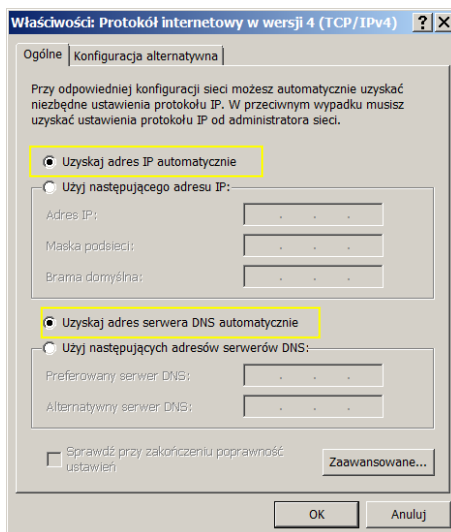 Właściwości: Protokół internetowy w wersji 4 (TCP/IPv4)
Ogólne
Konfiguracja alternatywna
Przy odpowiedniej konfiguracji sieci możesz automatycznie uzyskać
niezbędne ustawienia protokołu IP. W przeciwnym wypadku musisz
uzyskać ustawienia protokołu IP od administratora sieci.
Uzyskaj adres IP automatycznie
Użyj następującego adresu IP:
Adres IP:
Maska podsieci:
Brama domyślna:
Uzyskaj adres serwera DNS automatycznie
Użyj następujących adresów serwerów DNS:
Preferowany serwer DNS:
Alternatywny serwer DNS:
Sprawdź przy zakończeniu poprawność
ustawień
Zaawansowane...
OK
Anuluj